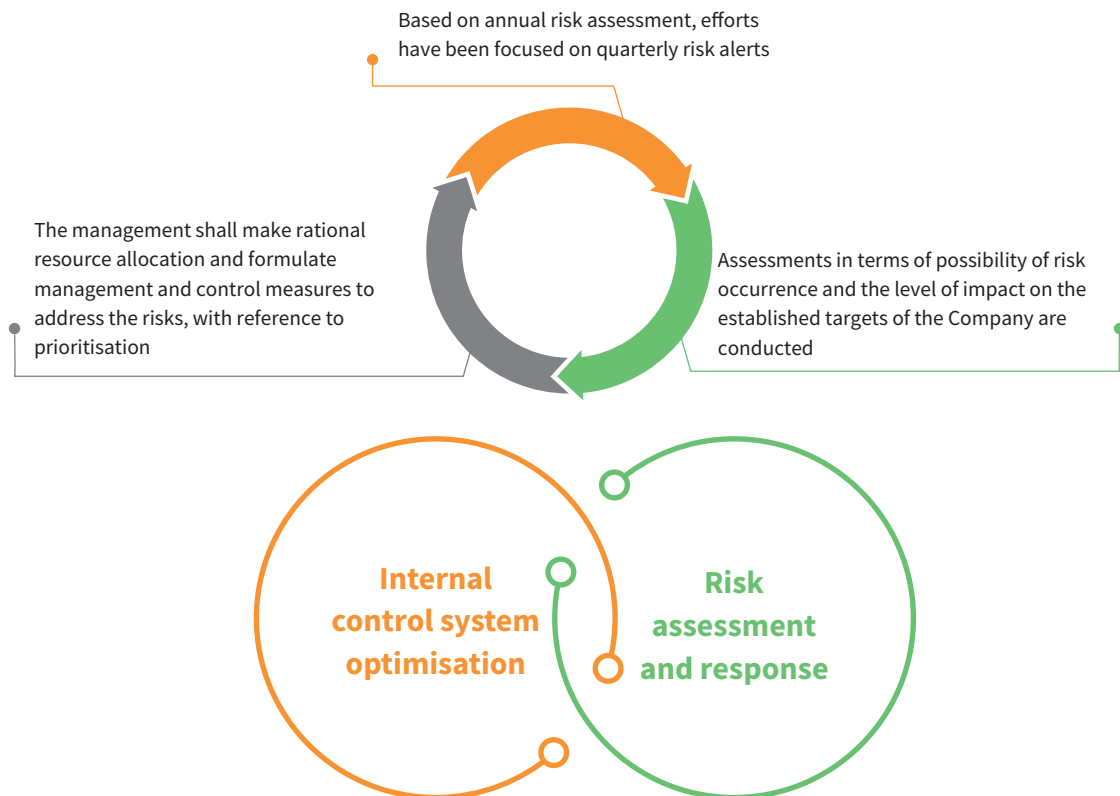 Based on annual risk assessment, efforts
have been focused on quarterly risk alerts
The management shall make rational
resource allocation and formulate
management and control measures to
address the risks, with reference to
prioritisation
Assessments in terms of possibility of risk
occurrence and the level of impact on the
established targets of the Company are
conducted
Internal
control system
optimisation
Risk
assessment
and response